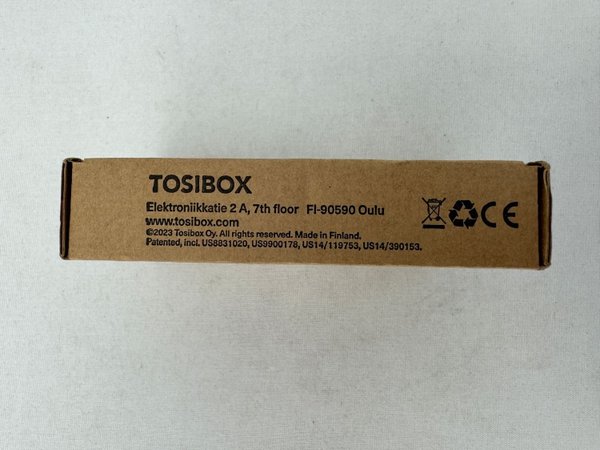 TOSIBOX
Elektroniikkatie 2 A, 7th floor FI-90590 Oulu
www.tosibox.com
©2023 Tosibox Oy. All rights reserved. Made in Finland.
Patented, incl. US8831020, US9900178, US14/119753, US14/390153.
CE